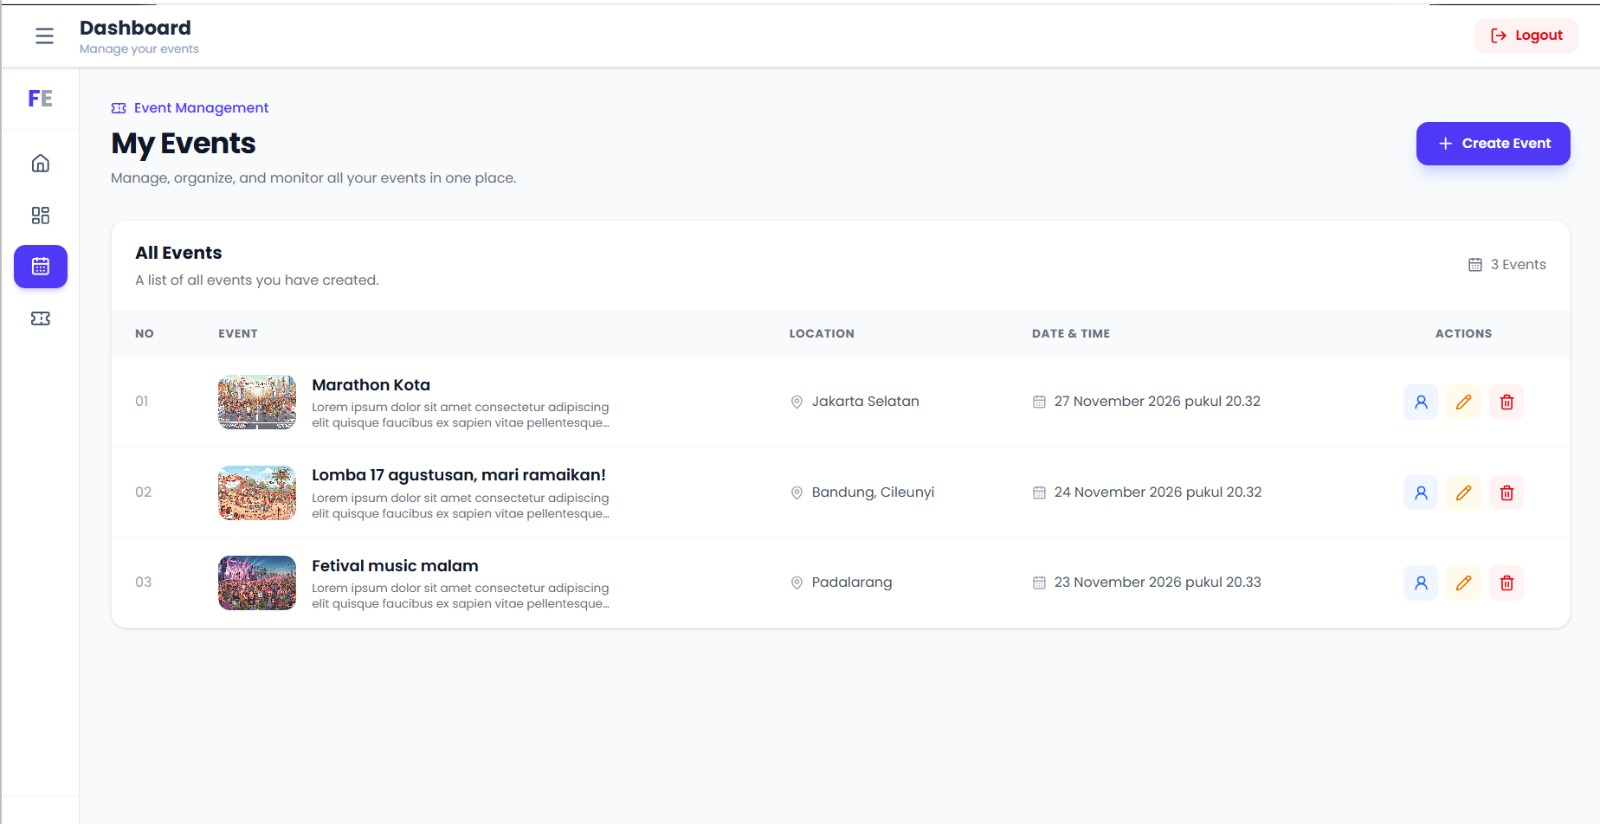 Dashboard
Manage your events
Logout
FE
Event Management
My Events
Manage, organize, and monitor all your events in one place.
Create Event
All Events
A list of all events you have created.
3 Events
NO EVENT LOCATION DATE & TIME ACTIONS
01
Marathon Kota
Lorem ipsum dolor sit amet consectetur adipiscing
elit quisque faucibus ex sapien vitae pellentesque...
Jakarta Selatan
27 November 2026 pukul 20.32
02
Lomba 17 agustusan, mari ramaikan!
Lorem ipsum dolor sit amet consectetur adipiscing
elit quisque faucibus ex sapien vitae pellentesque...
Bandung, Cileunyi
24 November 2026 pukul 20.32
03
Fetival music malam
Lorem ipsum dolor sit amet consectetur adipiscing
elit quisque faucibus ex sapien vitae pellentesque...
Padalarang
23 November 2026 pukul 20.33